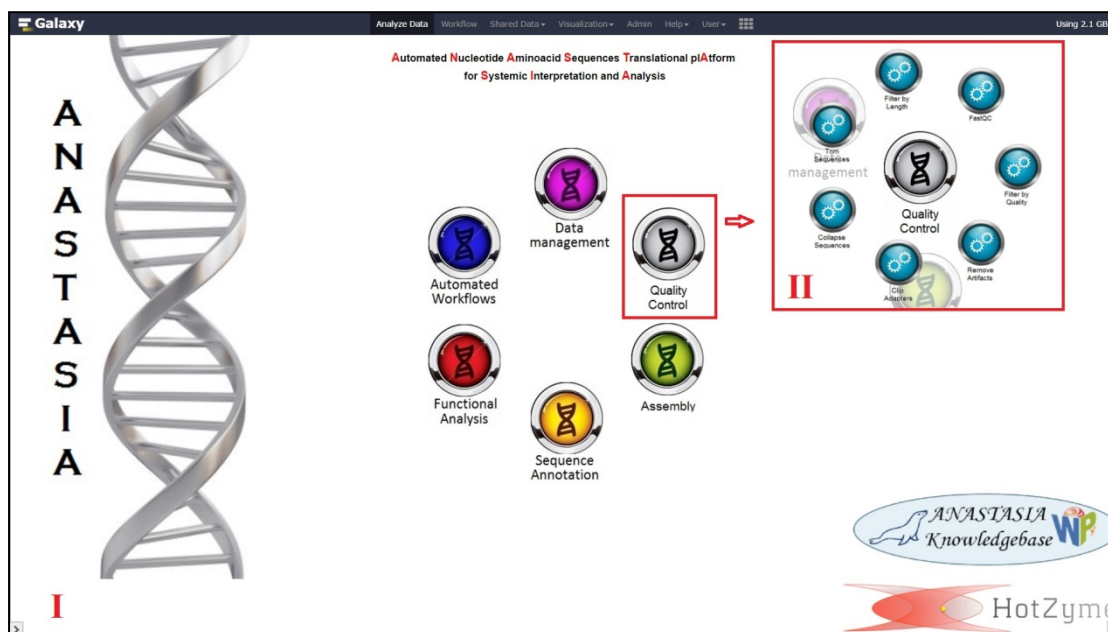 Galaxy
Analyze Data Workflow Shared Data Visualization Admin Help User
Using 2.1 GB
A
N
A
S
T
A
S
I
A
Automated Nucleotide Aminoacid Sequences Translational plAtform
for Systemic Interpretation and Analysis
Data
management
Quality
Control
Assembly
Sequence
Annotation
Functional
Analysis
Automated
Workflows
Filter by
Length
FastQC
Filter by
Quality
Remove
Artifacts
Clip
Adapters
Collapse
Sequences
Trim
Sequences
Data
management
Quality
Control
II
ANASTASIA
Knowledgebase
WP
HotZyme
I